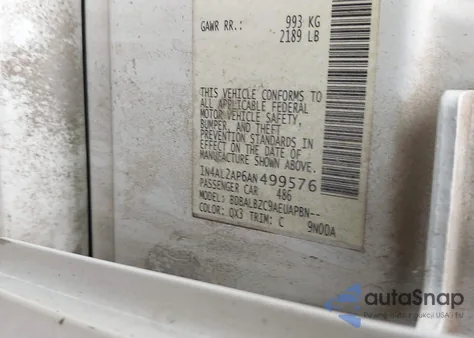 GAWR RR.: 993 KG
2189 LB
THIS VEHICLE CONFORMS TO
ALL APPLICABLE FEDERAL
MOTOR VEHICLE SAFETY,
BUMPER, AND THEFT
PREVENTION STANDARDS IN
EFFECT ON THE DATE OF
MANUFACTURE SHOWN ABOVE.
1N4AL2AP6AN499576
PASSENGER CAR 486
MODEL: BDBALBZC9AEUAPBN--
COLOR: QX3 TRIM: C 9N00A
autaSnap